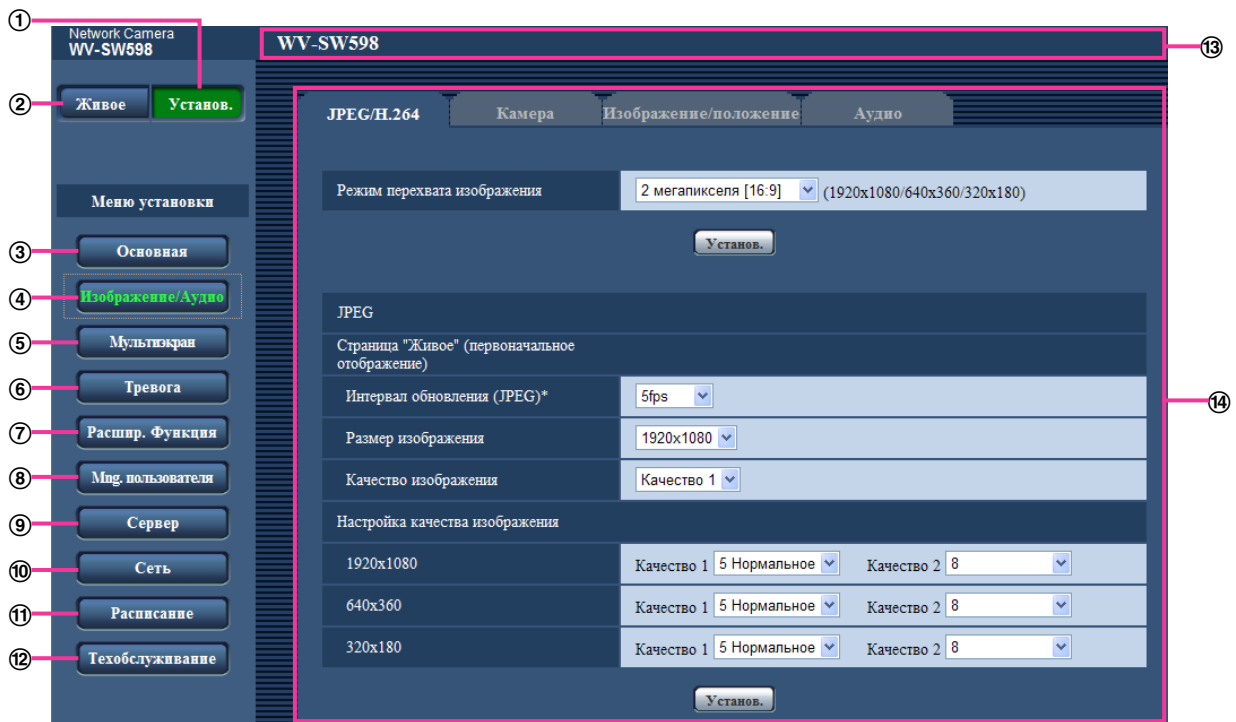 ①
Network Camera
WV-SW598
WV-SW598
⑬
② Живое Установ.
JPEG/H.264 Камера Изображение/положение Аудио
Режим перехвата изображения 2 мегапикселя [16:9] (1920x1080/640x360/320x180)
Меню установки
Установ.
③ Основная
④ Изображение/Аудио
JPEG
⑤ Мультиэкран
Страница "Живое" (первоначальное
отображение)
⑥ Тревога
Интервал обновления (JPEG)* 5fps
⑭
⑦ Расшир. Функция
Размер изображения 1920x1080
⑧ Mng. пользователя
Качество изображения Качество 1
⑨ Сервер
Настройка качества изображения
⑩ Сеть
1920x1080 Качество 1 5 Нормальное Качество 2 8
⑪ Расписание
640x360 Качество 1 5 Нормальное Качество 2 8
⑫ Техобслуживание
320x180 Качество 1 5 Нормальное Качество 2 8
Установ.